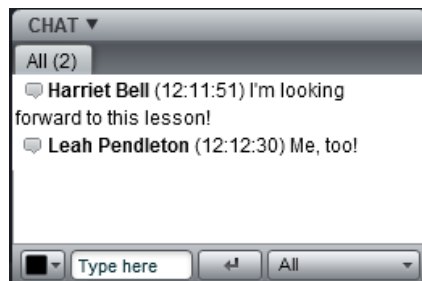 CHAT
All (2)
Harriet Bell (12:11:51) I'm looking
forward to this lesson!
Leah Pendleton (12:12:30) Me, too!
Type here
All